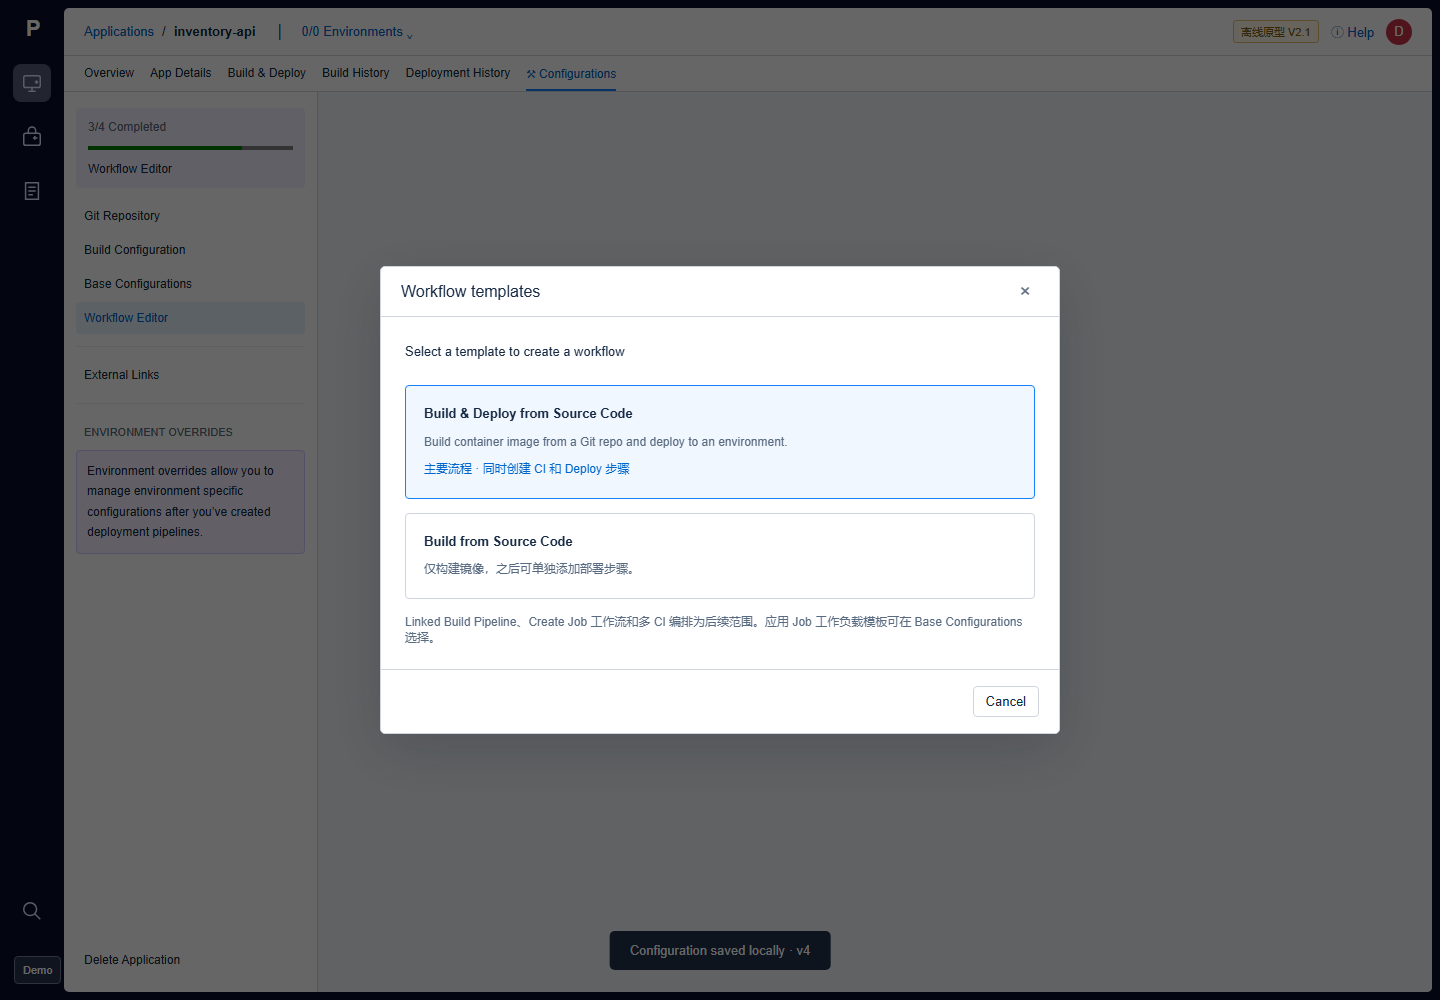 P
Applications / inventory-api
0/0 Environments
离线原型 V2.1
Help
D
Overview
App Details
Build & Deploy
Build History
Deployment History
Configurations
3/4 Completed
Workflow Editor
Git Repository
Build Configuration
Base Configurations
Workflow Editor
External Links
ENVIRONMENT OVERRIDES
Environment overrides allow you to
manage environment specific
configurations after you've created
deployment pipelines.
Delete Application
Demo
Workflow templates
×
Select a template to create a workflow
Build & Deploy from Source Code
Build container image from a Git repo and deploy to an environment.
主要流程 · 同时创建 CI 和 Deploy 步骤
Build from Source Code
仅构建镜像，之后可单独添加部署步骤。
Linked Build Pipeline、Create Job 工作流和多 CI 编排为后续范围。应用 Job 工作负载模板可在 Base Configurations
选择。
Cancel
Configuration saved locally · v4